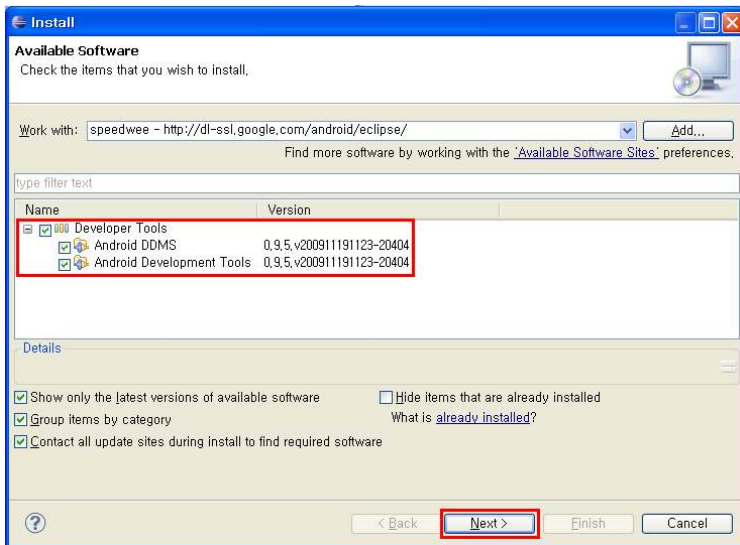 Install
Available Software
Check the items that you wish to install,
Work with: speedwee - http://dl-ssl,google,com/android/eclipse/ Add...
Find more software by working with the 'Available Software Sites' preferences,
type filter text
Name Version
Developer Tools
Android DDMS 0,9,5,v200911191123-20404
Android Development Tools 0,9,5,v200911191123-20404
Details
Show only the latest versions of available software Hide items that are already installed
Group items by category What is already installed?
Contact all update sites during install to find required software
? < Back Next > Finish Cancel